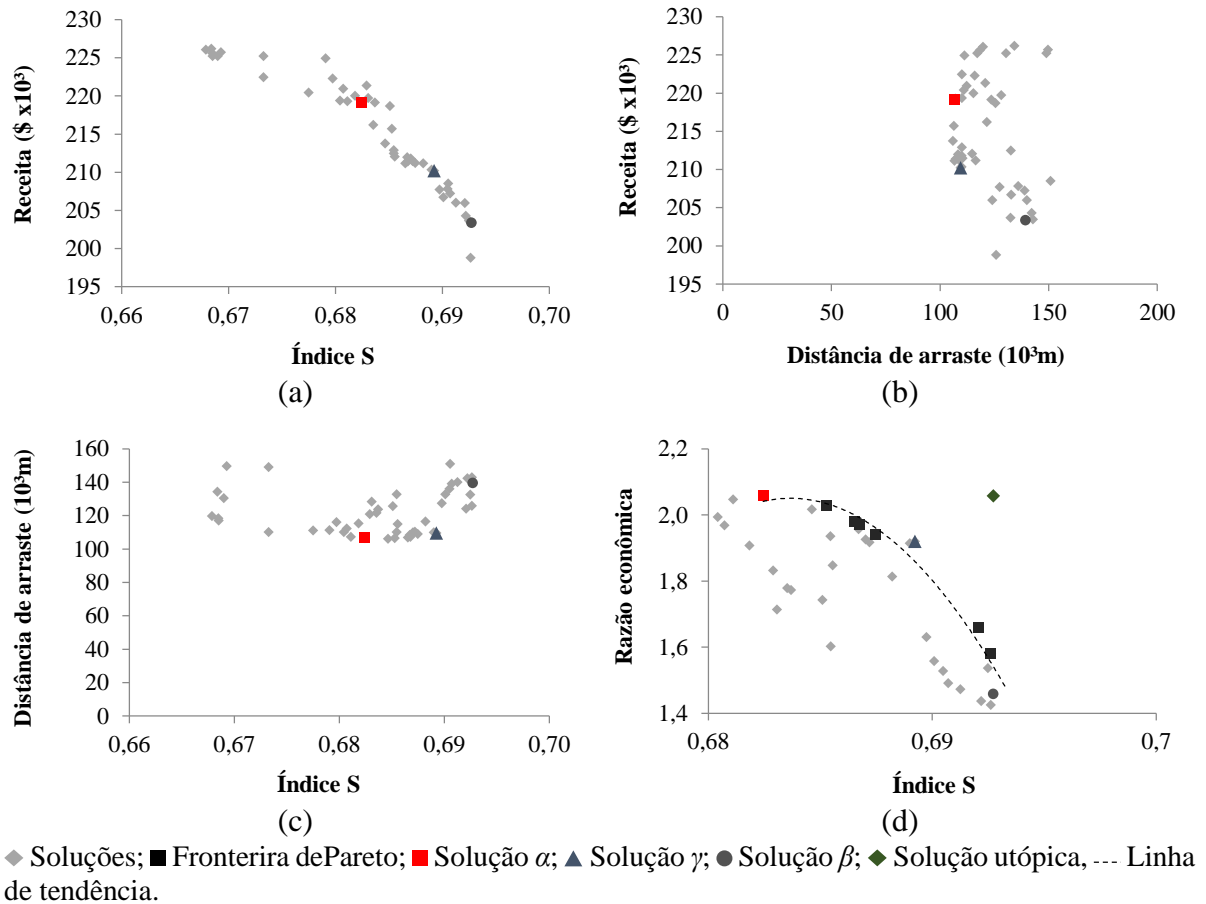 230
225
220
215
210
205
200
195
Receita ($ x10³)
0,66 0,67 0,68 0,69 0,70
Índice S
(a)
230
225
220
215
210
205
200
195
Receita ($ x10³)
0 50 100 150 200
Distância de arraste (10³m)
(b)
160
140
120
100
80
60
40
20
0
Distância de arraste (10³m)
0,66 0,67 0,68 0,69 0,70
Índice S
(c)
2,2
2,0
1,8
1,6
1,4
Razão econômica
0,68 0,69 0,7
Índice S
(d)
Soluções; Fronterira dePareto; Solução α; Solução γ; Solução β; Solução utópica, --- Linha
de tendência.